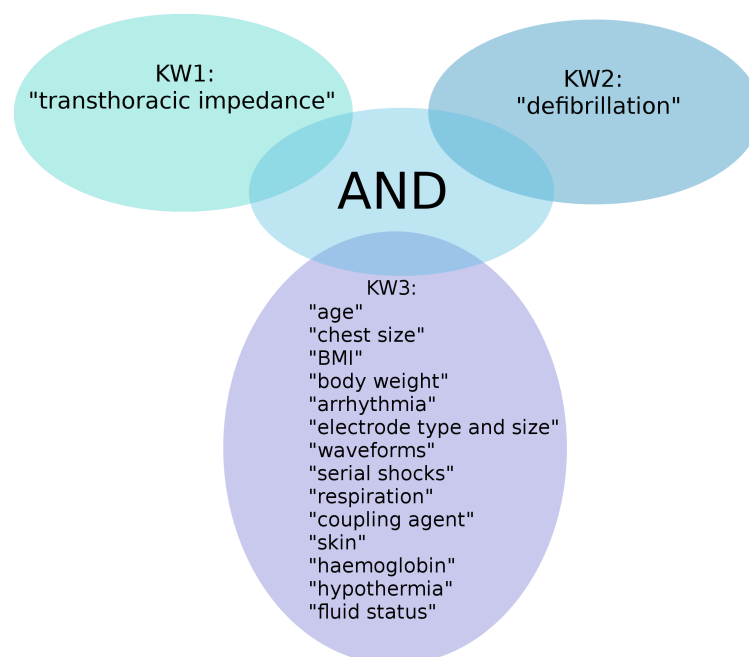 KW1:
"transthoracic impedance"
KW2:
"defibrillation"
AND
KW3:
"age"
"chest size"
"BMI"
"body weight"
"arrhythmia"
"electrode type and size"
"waveforms"
"serial shocks"
"respiration"
"coupling agent"
"skin"
"haemoglobin"
"hypothermia"
"fluid status"